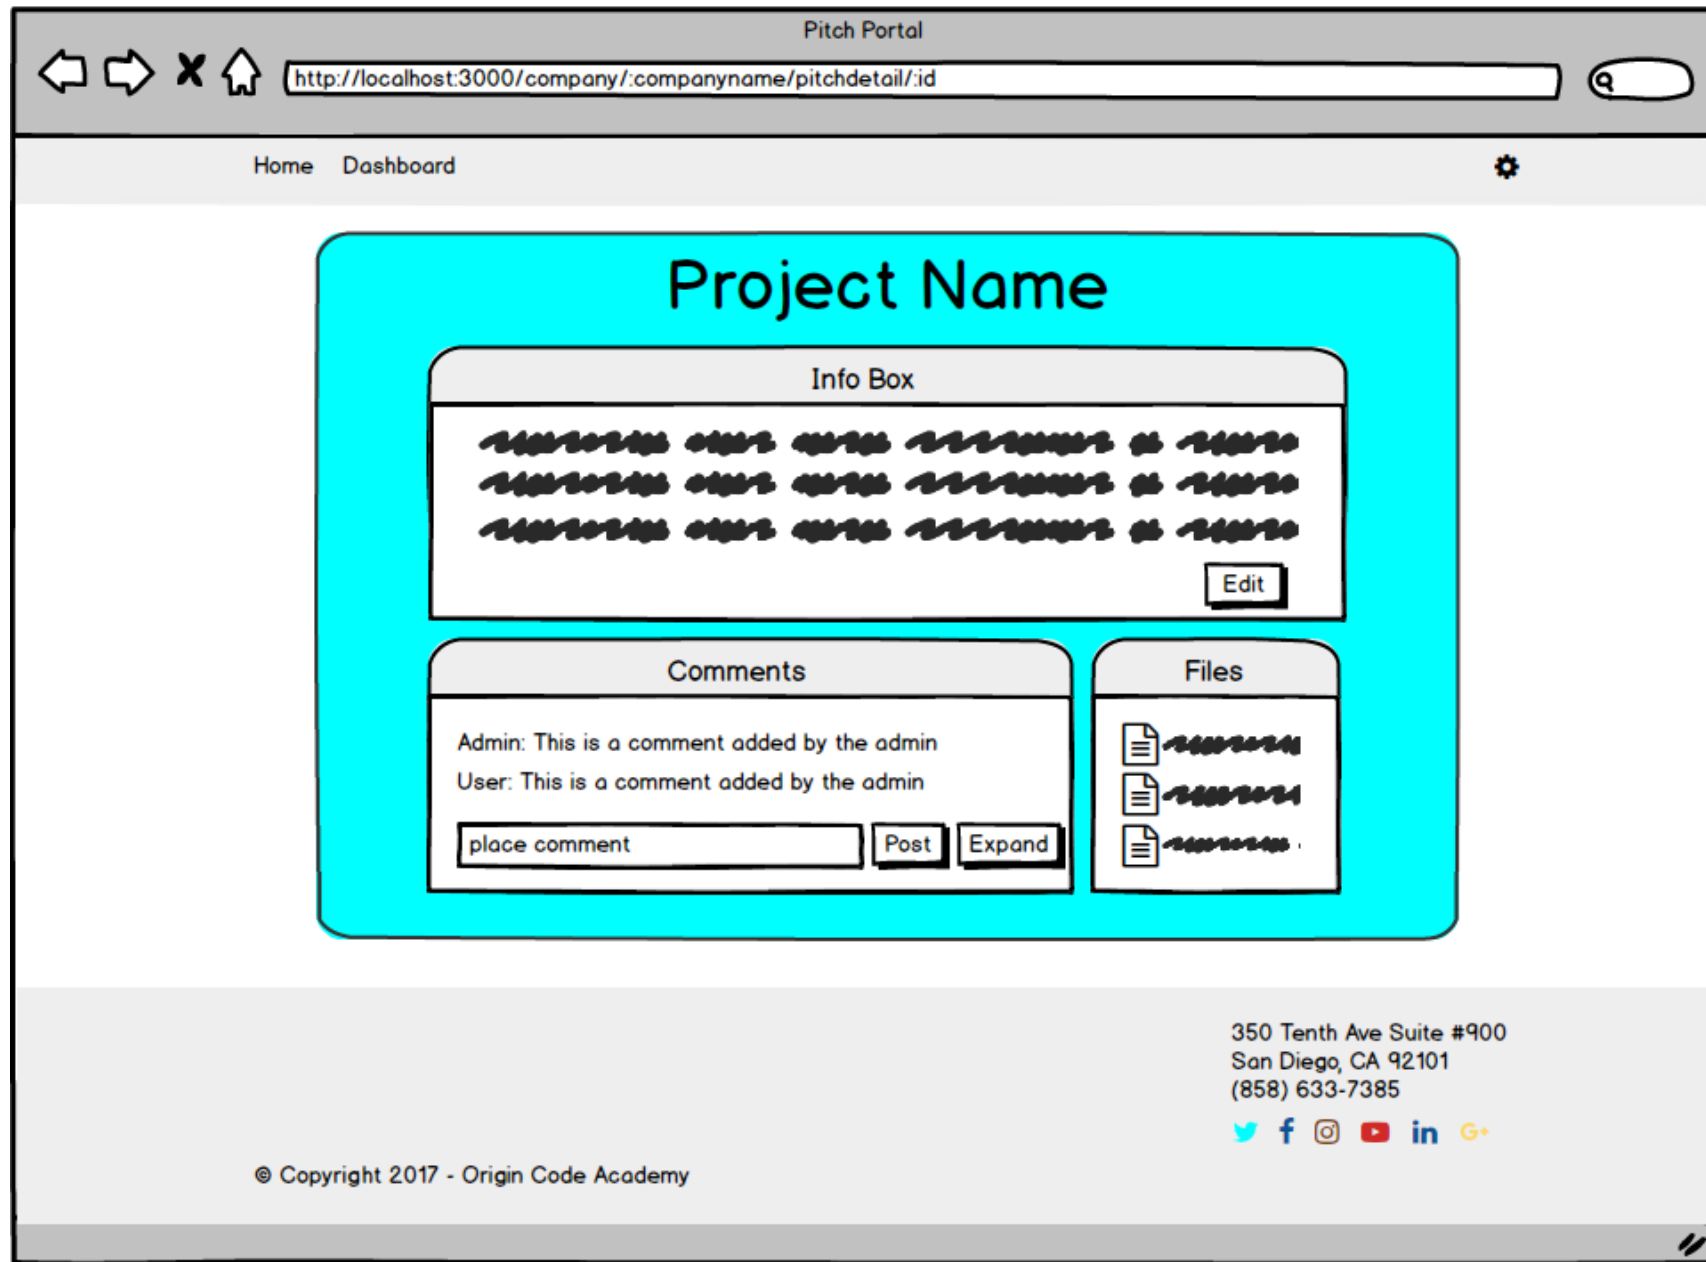 Pitch Portal
http://localhost:3000/company/:companyname/pitchdetail/:id
Home Dashboard
Project Name
Info Box
Edit
Comments
Admin: This is a comment added by the admin
User: This is a comment added by the admin
place comment Post Expand
Files
350 Tenth Ave Suite #900
San Diego, CA 92101
(858) 633-7385
f in G+
© Copyright 2017 - Origin Code Academy